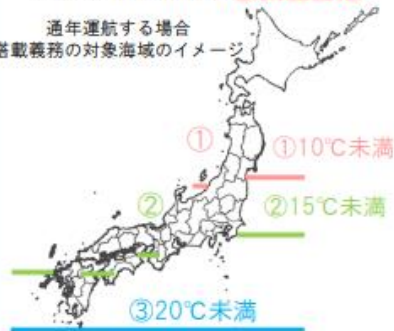 通年運航する場合
搭載義務の対象海域のイメージ
①
①10℃未満
②
②15℃未満
③20℃未満